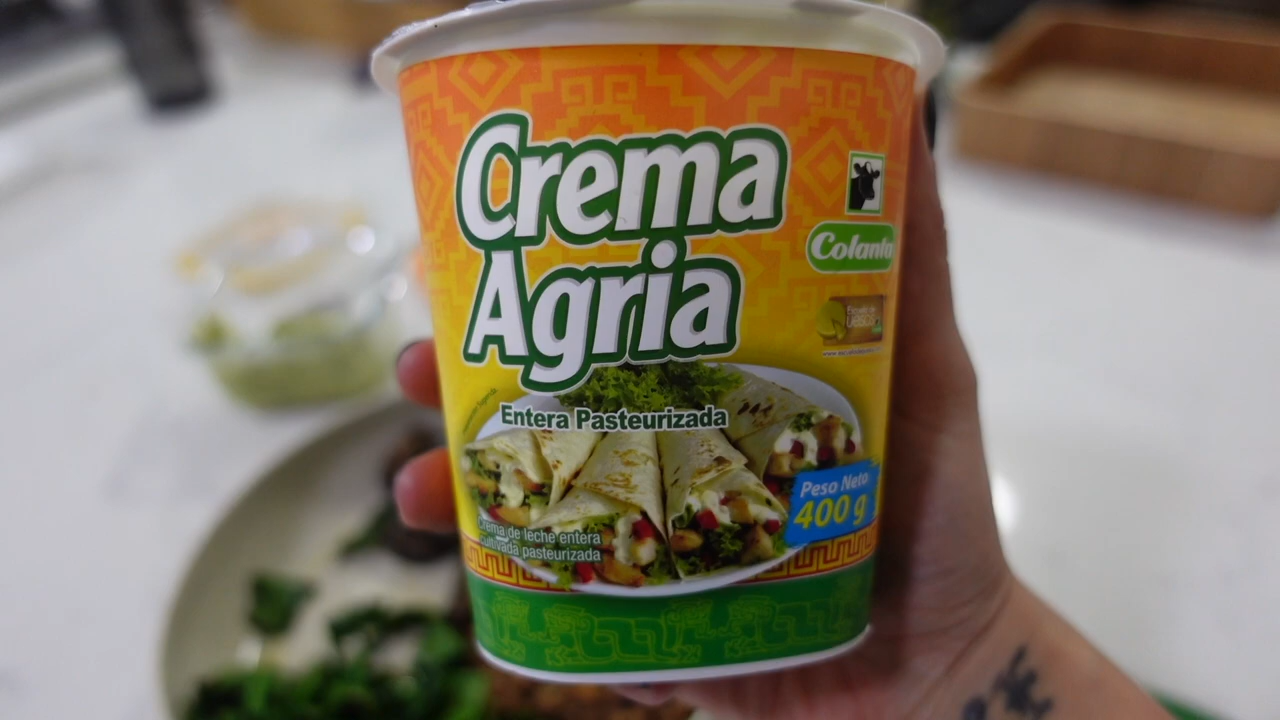 Crema
Agria
Colanta
Entera Pasteurizada
Peso Neto
400 g
Crema de leche entera
cultivada pasteurizada